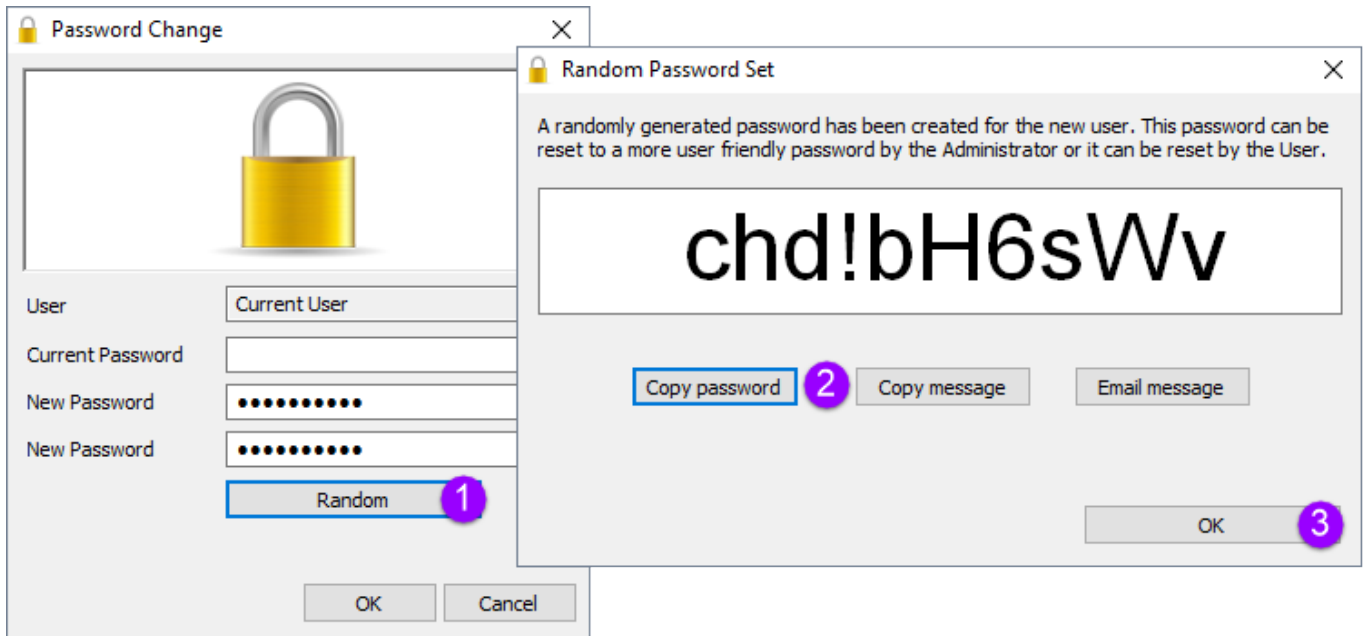 Password Change
User
Current User
Current Password
New Password
••••••••••
New Password
••••••••••
Random
1
OK
Cancel
Random Password Set
A randomly generated password has been created for the new user. This password can be
reset to a more user friendly password by the Administrator or it can be reset by the User.
chd!bH6sWv
Copy password
2
Copy message
Email message
OK
3